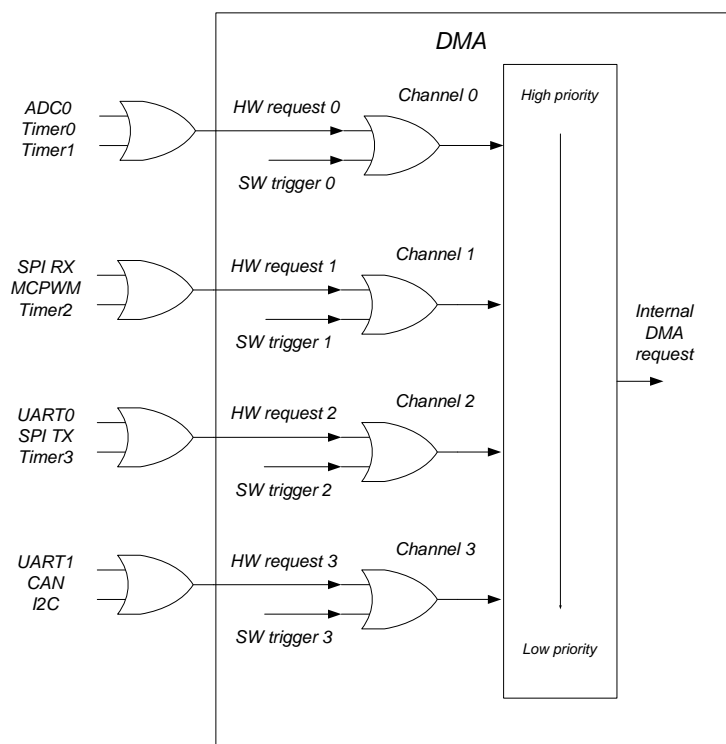 DMA
ADC0
Timer0
Timer1
HW request 0
SW trigger 0
Channel 0
High priority
SPI RX
MCPWM
Timer2
HW request 1
SW trigger 1
Channel 1
Internal
DMA
request
UART0
SPI TX
Timer3
HW request 2
SW trigger 2
Channel 2
UART1
CAN
I2C
HW request 3
SW trigger 3
Channel 3
Low priority